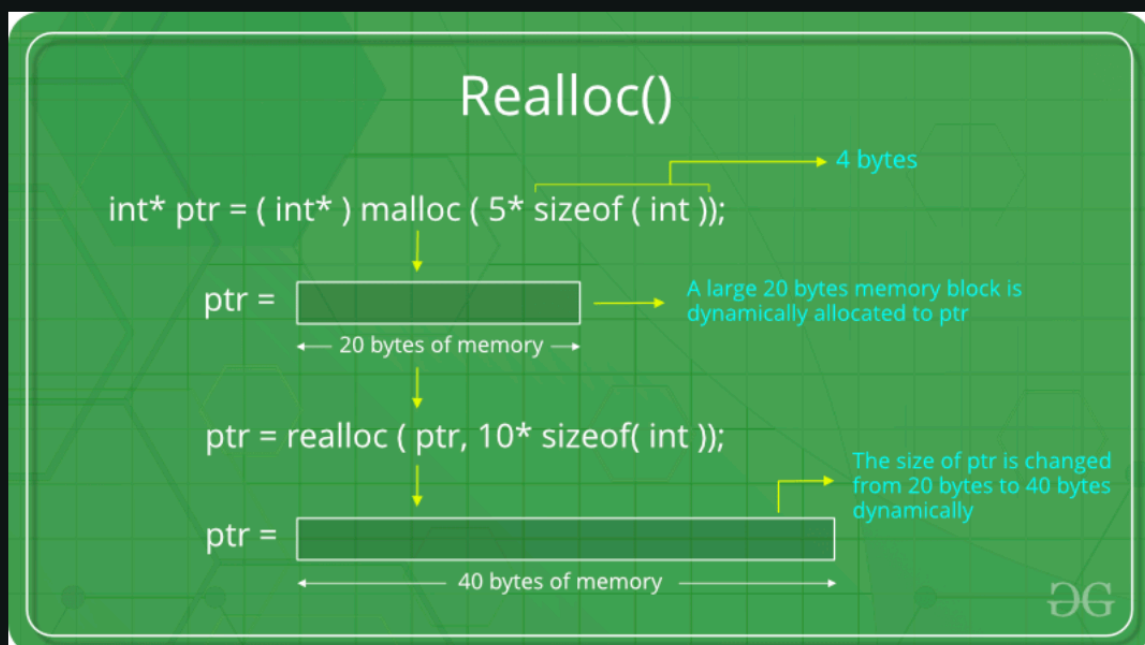 Realloc()
4 bytes
int* ptr = ( int* ) malloc ( 5* sizeof ( int ));
ptr =
A large 20 bytes memory block is
dynamically allocated to ptr
20 bytes of memory
ptr = realloc ( ptr, 10* sizeof( int ));
The size of ptr is changed
from 20 bytes to 40 bytes
dynamically
ptr =
40 bytes of memory